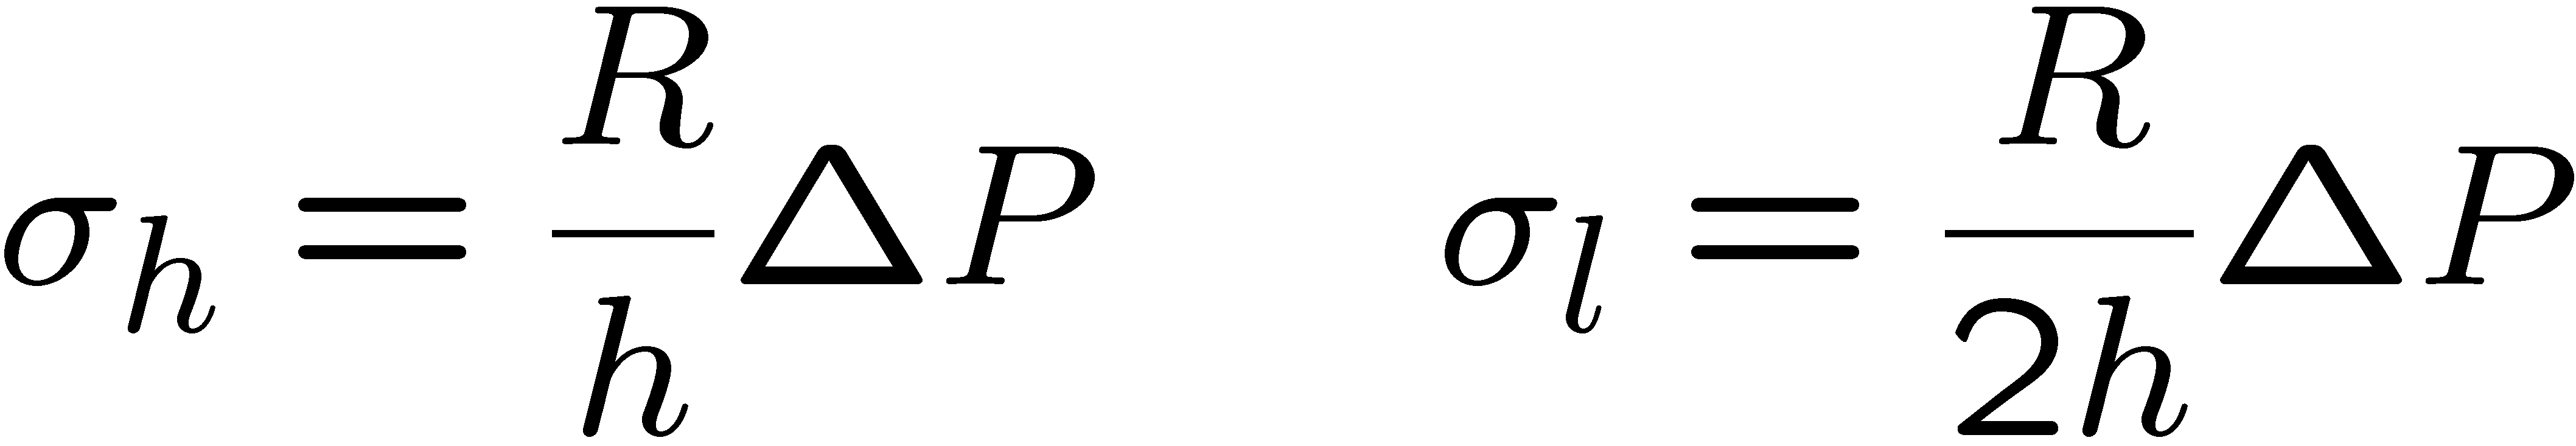 σ_h = \frac{R}{h} ΔP    σ_l = \frac{R}{2h} ΔP